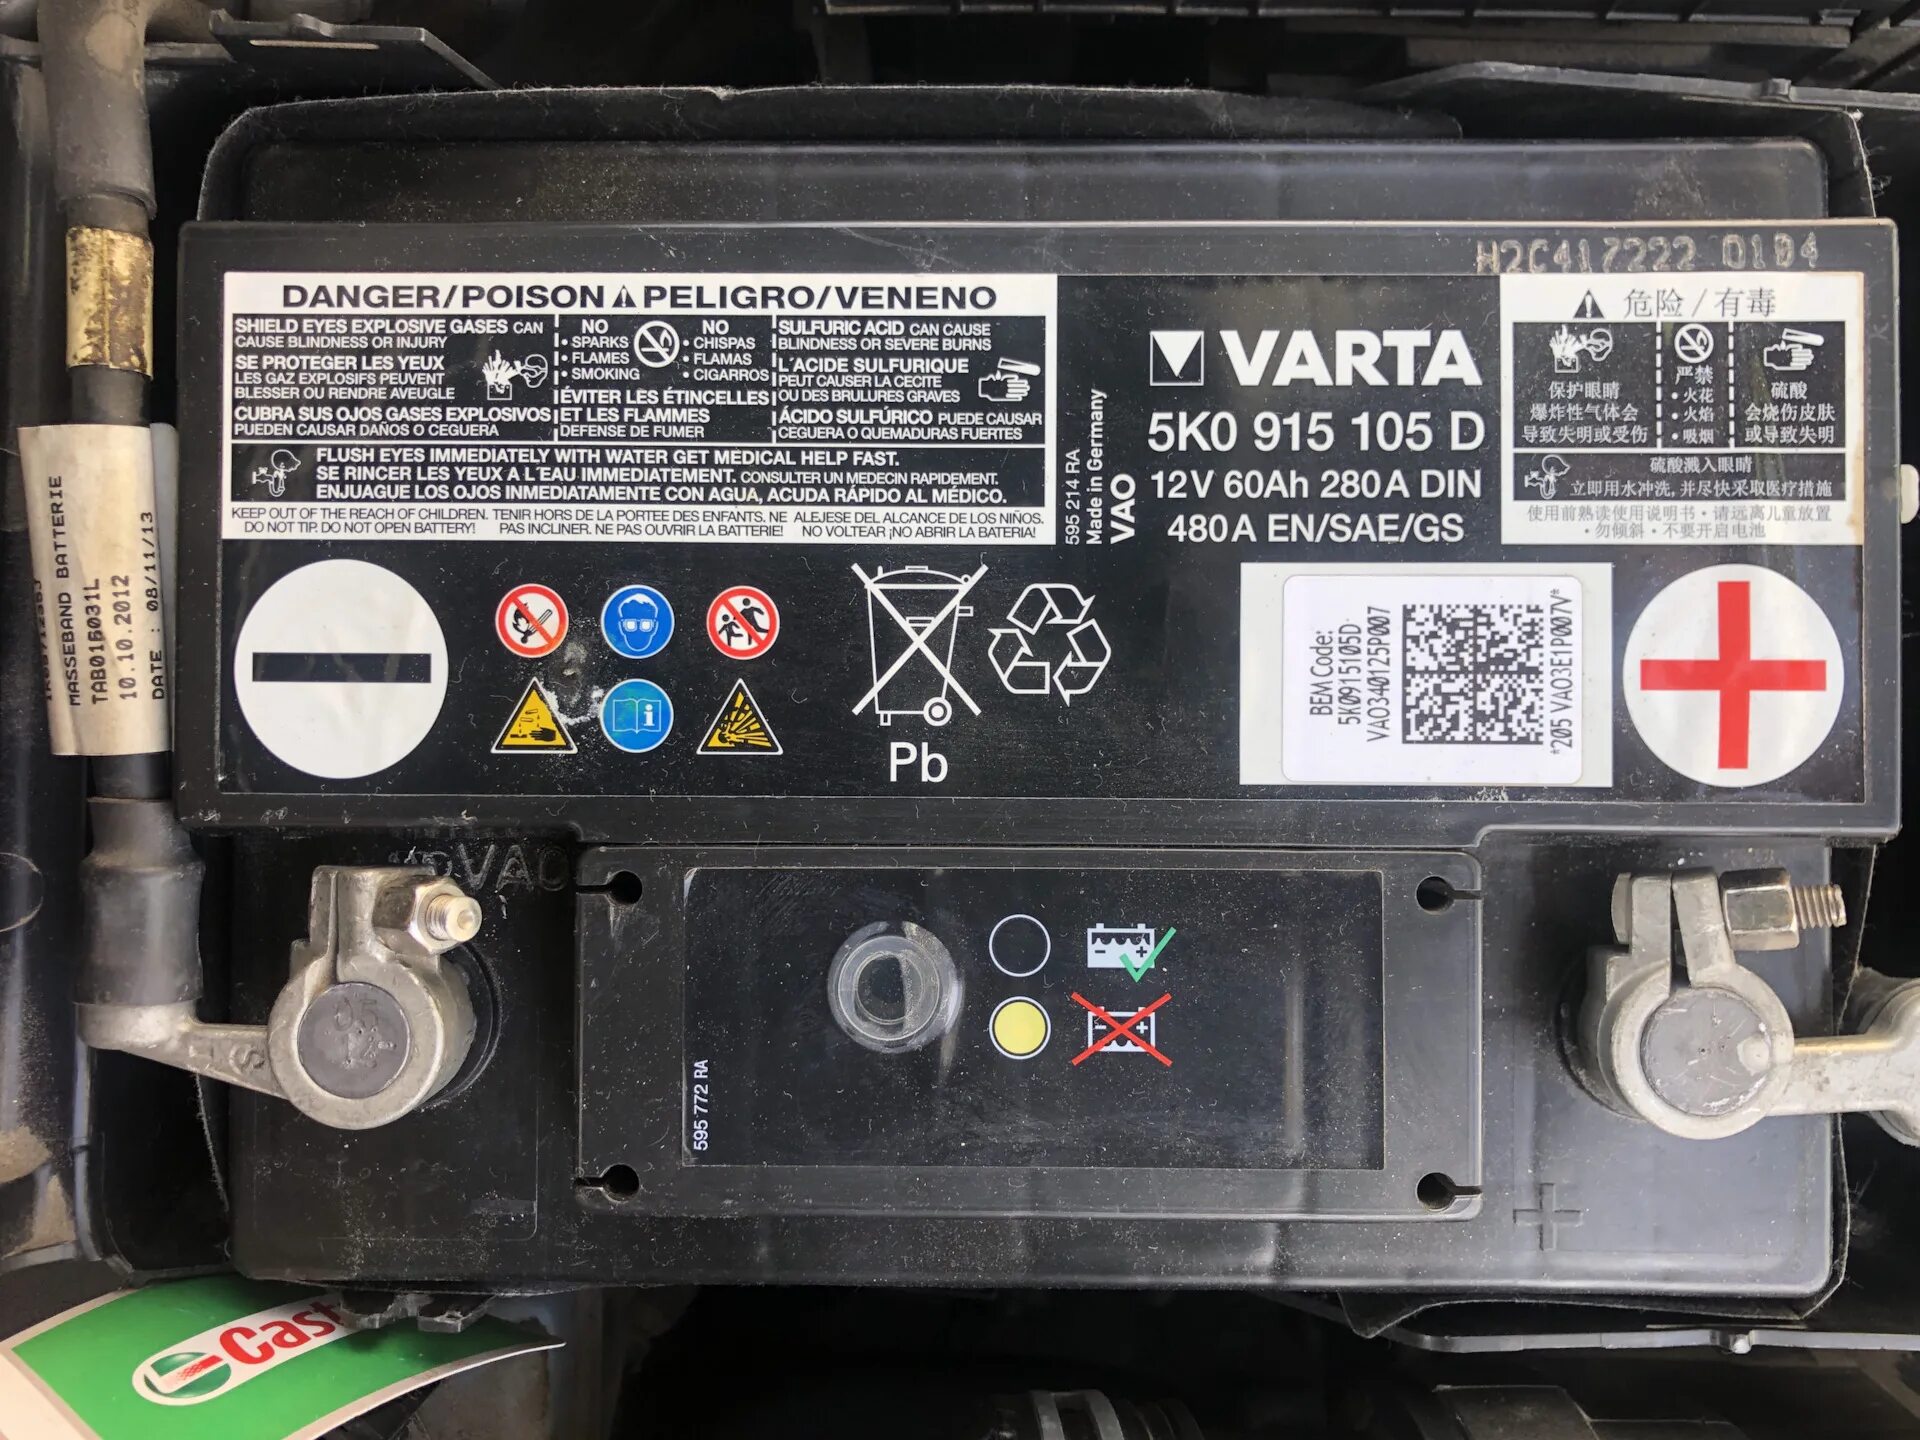 H2C417222 0104
DANGER/POISON PELIGRO/VENENO
SHIELD EYES EXPLOSIVE GASES CAN
CAUSE BLINDNESS OR INJURY
SE PROTEGER LES YEUX
LES GAZ EXPLOSIFS PEUVENT
BLESSER OU RENDRE AVEUGLE
CUBRA SUS OJOS GASES EXPLOSIVOS
PUEDEN CAUSAR DAÑOS O CEGUERA
NO
• SPARKS
• FLAMES
• SMOKING
NO
• CHISPAS
• FLAMAS
• CIGARROS
ÉVITER LES ÉTINCELLES
ET LES FLAMMES
DEFENSE DE FUMER
SULFURIC ACID CAN CAUSE
BLINDNESS OR SEVERE BURNS
L'ACIDE SULFURIQUE
PEUT CAUSER LA CECITE
OU DES BRULURES GRAVES
ÁCIDO SULFÚRICO PUEDE CAUSAR
CEGUERA O QUEMADURAS FUERTES
FLUSH EYES IMMEDIATELY WITH WATER GET MEDICAL HELP FAST.
SE RINCER LES YEUX A L'EAU IMMEDIATEMENT. CONSULTER UN MEDECIN RAPIDEMENT.
ENJUAGUE LOS OJOS INMEDIATAMENTE CON AGUA, ACUDA RÁPIDO AL MÉDICO.
KEEP OUT OF THE REACH OF CHILDREN. TENIR HORS DE LA PORTEE DES ENFANTS. NE ALEJESE DEL ALCANCE DE LOS NIÑOS.
DO NOT TIP. DO NOT OPEN BATTERY! PAS INCLINER. NE PAS OUVRIR LA BATTERIE! NO VOLTEAR ¡NO ABRIR LA BATERIA!
595 214 RA
Made in Germany
VAO
VARTA
5K0 915 105 D
12V 60Ah 280A DIN
480A EN/SAE/GS
危险/有毒
保护眼睛
爆炸性气体会
导致失明或受伤
严禁
•火花
•火焰
•吸烟
硫酸
会烧伤皮肤
或导致失明
硫酸溅入眼睛
立即用水冲洗,并尽快采取医疗措施
使用前熟读使用说明书·请远离儿童放置
·勿倾斜·不要开启电池
Pb
BEM Code:
5K0915105D
VAO340125P007
*205 VAO3E1P007V*
MASSEBAND BATTERIE
TAB016031L
10.10.2012
DATE : 08/11/13
VAO
595 772 RA
Cast